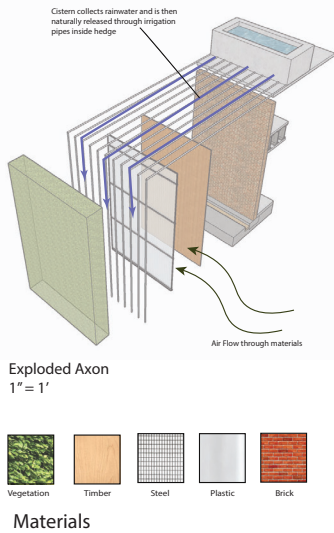 Cistern collects rainwater and is then
naturally released through irrigation
pipes inside hedge
Air Flow through materials
Exploded Axon
1” = 1’
Vegetation
Timber
Steel
Plastic
Brick
Materials